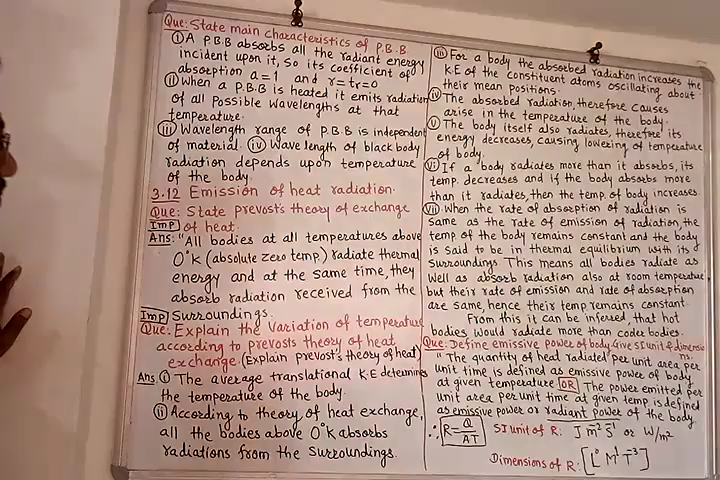 Que: State main characteristics of P.B.B
① A P.B.B absorbs all the radiant energy
incident upon it, so its coefficient of
absorption a=1 and r=tr=0
ⓘⓘ When a P.B.B is heated it emits radiation
of all Possible Wavelengths at that
temperature.
(iii) Wavelength range of P.B.B is independent
of material. (iv) Wave length of black body
radiation depends upon temperature
of the body.
3.12 Emission of heat radiation.
Que: State prevost's theory of exchange
Imp of heat.
Ans: "All bodies at all temperatures above
0°K (absolute zero temp.) radiate thermal
energy and at the same time, they
absorb radiation received from the
Imp Surroundings.
Que: Explain the Variation of temperature
according to prevosts theory of heat
exchange. (Explain prevost's theory of heat)
Ans. (i) The average translational K.E determines
the temperature of the body.
(ii) According to theory of heat exchange,
all the bodies above 0°K absorbs
radiations from the Surroundings.
(iii) For a body the absorbed radiation increases the
K.E of the constituent atoms oscillating about
their mean positions.
(iv) The absorbed radiation, therefore causes
arise in the temperature of the body.
(v) The body itself also radiates, therefore its
energy decreases, causing lowering of temperature
of body.
(vi) If a body radiates more than it absorbs, its
temp. decreases and if the body absorbs more
than it radiates, then the temp. of body increases
(vii) When the rate of absorption of radiation is
same as the rate of emission of radiation, the
temp of the body remains constant and the body
is said to be in thermal equilibrium with its
Surroundings. This means all bodies radiate as
Well as absorb radiation also at room temperature
but their rate of emission and rate of absorption
are same, hence their temp. remains constant.
From this it can be inferred, that hot
bodies Would radiate more than cooler bodies.
Que: Define emissive power of body Give SI unit & dimensio
ns.
"The quantity of heat radiated per unit area per
unit time is defined as emissive power of body
at given temperature OR The power emitted per
unit area per unit time at given temp is defined
as emissive power or radiant power of the body.
∴ R = Q/AT SI unit of R: J m⁻² S⁻¹ or W/m²
Dimensions of R: [L⁰ M¹ T⁻³]